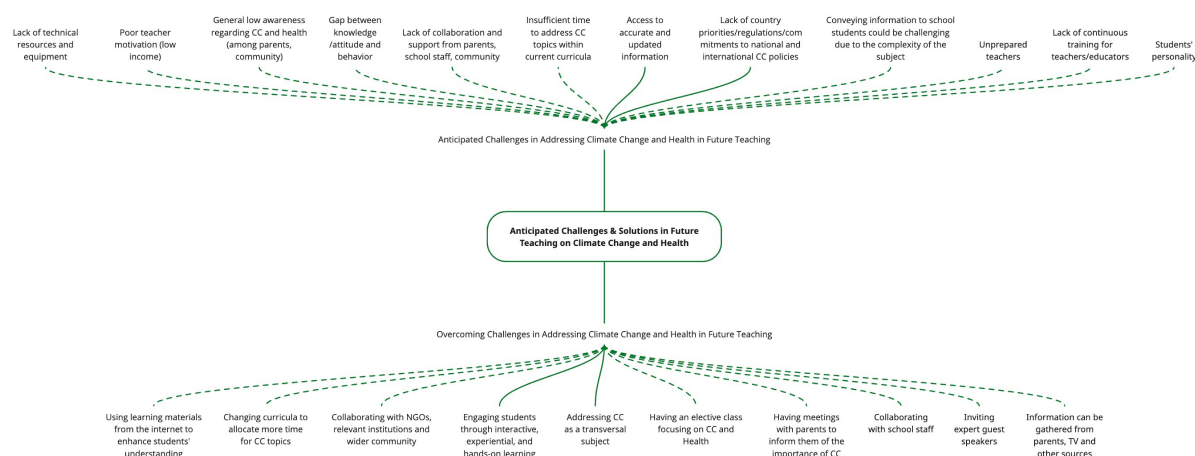 Lack of technical
resources and
equipment
Poor teacher
motivation (low
income)
General low awareness
regarding CC and health
(among parents,
community)
Gap between
knowledge
/attitude and
behavior
Lack of collaboration and
support from parents,
school staff, community
Insufficient time
to address CC
topics within
current curricula
Access to
accurate and
updated
information
Lack of country
priorities/regulations/com
mitments to national and
international CC policies
Conveying information to school
students could be challenging
due to the complexity of the
subject
Unprepared
teachers
Lack of continuous
training for
teachers/educators
Students'
personality
Anticipated Challenges in Addressing Climate Change and Health in Future Teaching
Anticipated Challenges & Solutions in Future
Teaching on Climate Change and Health
Overcoming Challenges in Addressing Climate Change and Health in Future Teaching
Using learning materials
from the internet to
enhance students'
understanding
Changing curricula to
allocate more time
for CC topics
Collaborating with NGOs,
relevant institutions and
wider community
Engaging students
through interactive,
experiential, and
hands-on learning
Addressing CC
as a transversal
subject
Having an elective class
focusing on CC and
Health
Having meetings
with parents to
inform them of the
importance of CC
Collaborating
with school staff
Inviting
expert guest
speakers
Information can be
gathered from
parents, TV and
other sources